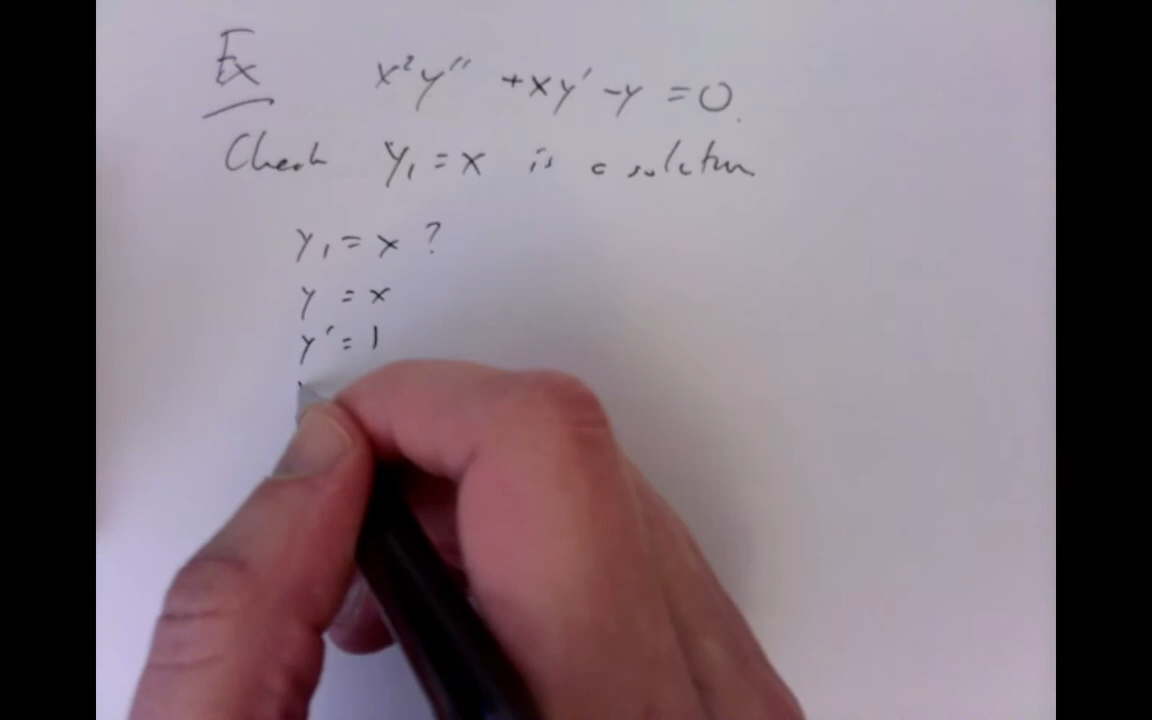 Ex x²y'' + xy' - y = 0.
Check y₁ = x is a solution
y₁ = x ?
y = x
y' = 1